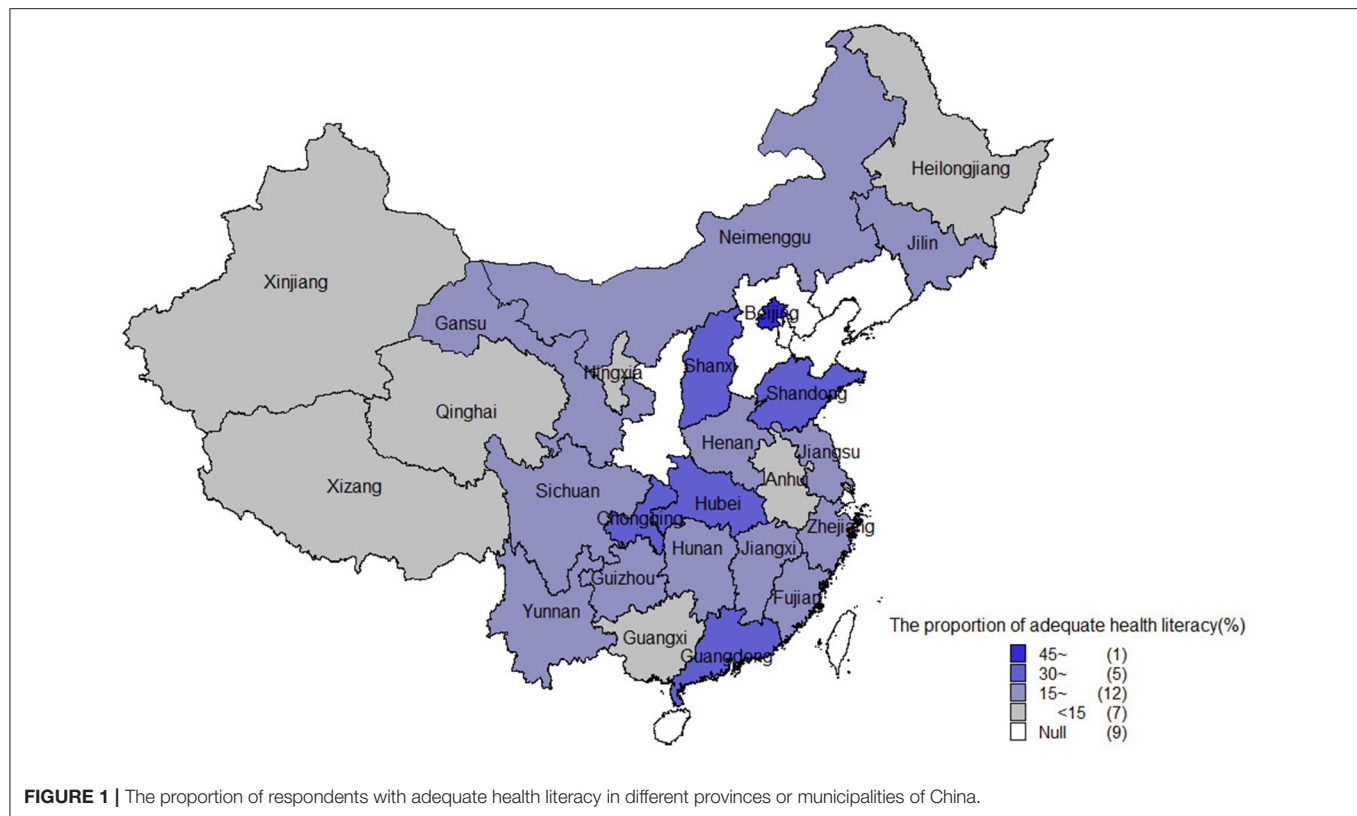 Heilongjiang
Neimenggu
Jilin
Xinjiang
Beijing
Gansu
Shanxi
Ningxia
Shandong
Qinghai
Henan
Jiangsu
Anhui
Xizang
Sichuan
Hubei
Chongqing
Zhejiang
Hunan
Jiangxi
Guizhou
Fujian
Yunnan
Guangxi
Guangdong
The proportion of adequate health literacy(%)
45~ (1)
30~ (5)
15~ (12)
<15 (7)
Null (9)
FIGURE 1 | The proportion of respondents with adequate health literacy in different provinces or municipalities of China.